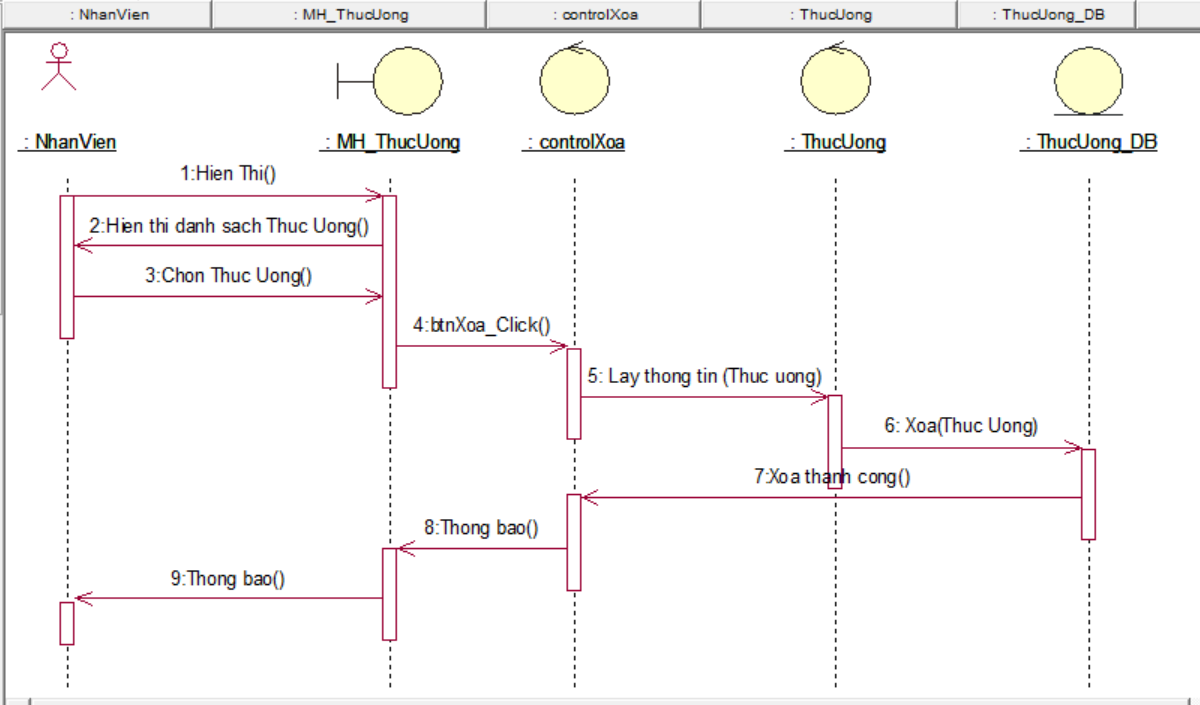 : NhanVien
: MH_ThucUong
: controlXoa
: ThucUong
: ThucUong_DB
: NhanVien
: MH_ThucUong
: controlXoa
: ThucUong
: ThucUong_DB
1:Hien Thi()
2:Hien thi danh sach Thuc Uong()
3:Chon Thuc Uong()
4:btnXoa_Click()
5: Lay thong tin (Thuc uong)
6: Xoa(Thuc Uong)
7:Xoa thanh cong()
8:Thong bao()
9:Thong bao()